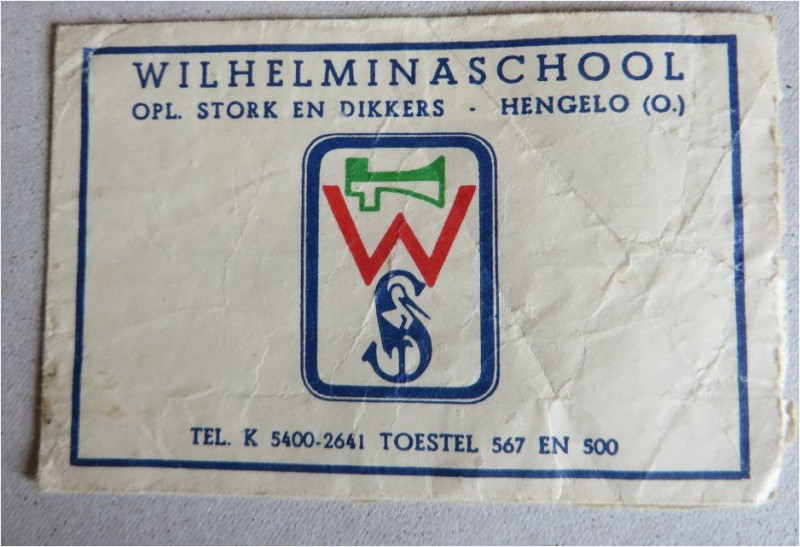 WILHELMINASCHOOL
OPL. STORK EN DIKKERS - HENGELO (O.)
W
S
TEL. K 5400-2641 TOESTEL 567 EN 500